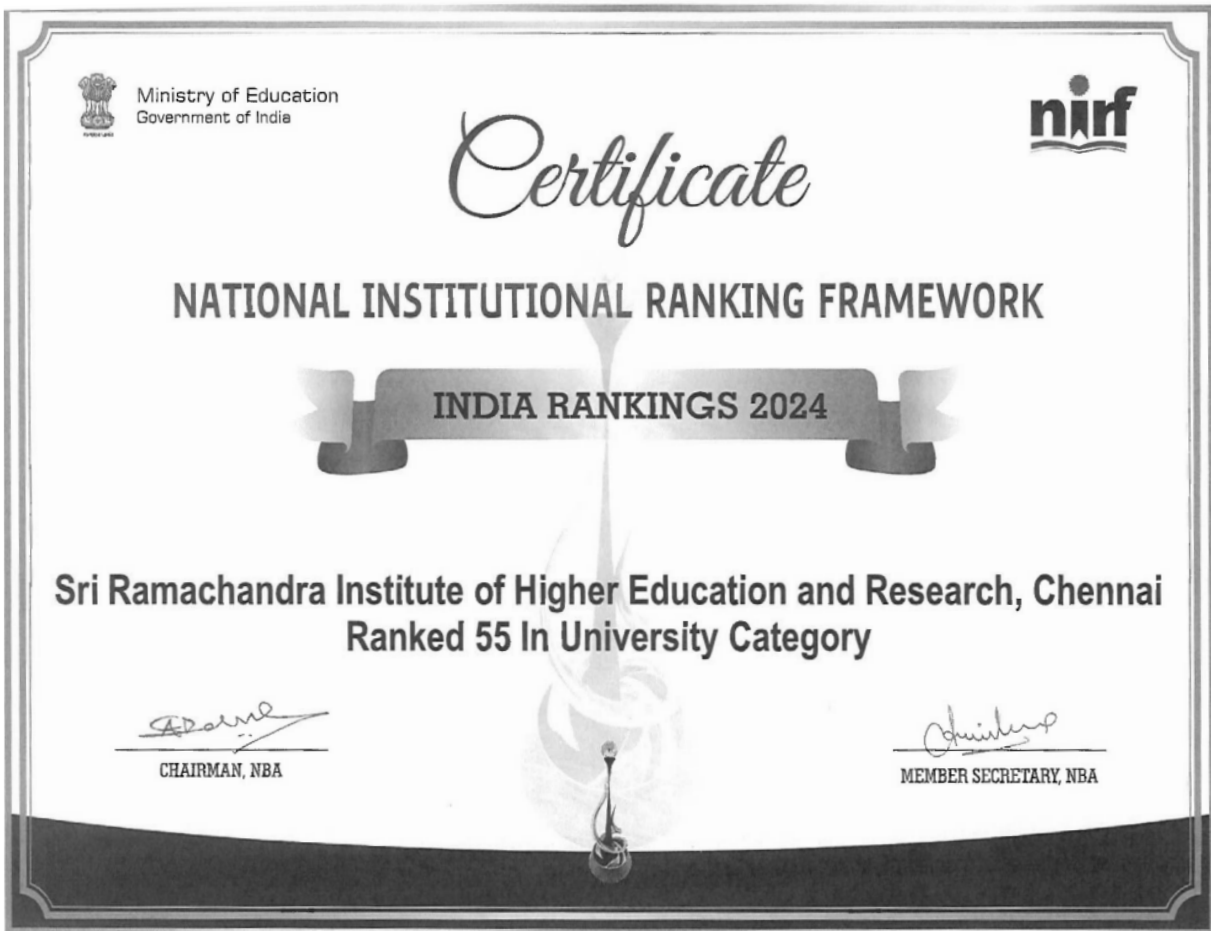 Ministry of Education
Government of India
nirf
Certificate
NATIONAL INSTITUTIONAL RANKING FRAMEWORK
INDIA RANKINGS 2024
Sri Ramachandra Institute of Higher Education and Research, Chennai
Ranked 55 In University Category
CHAIRMAN, NBA
MEMBER SECRETARY, NBA